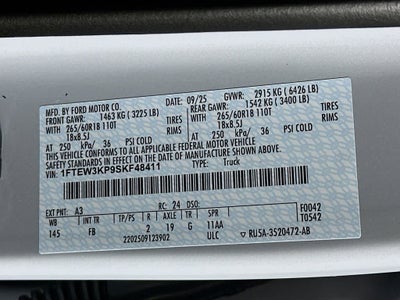 MFD. BY FORD MOTOR CO.
DATE: 09/25 GVWR: 2915 KG ( 6426 LB)
FRONT GAWR: 1463 KG ( 3225 LB) REAR GAWR: 1542 KG ( 3400 LB)
265/60R18 110T WITH TIRES 265/60R18 110T WITH TIRES
18x8.5J RIMS 18x8.5J RIMS
AT 250 kPa/ 36 PSI COLD AT 250 kPa/ 36 PSI COLD
THIS VEHICLE CONFORMS TO ALL APPLICABLE FEDERAL MOTOR VEHICLE
SAFETY STANDARDS IN EFFECT ON THE DATE OF MANUFACTURE SHOWN ABOVE.
VIN: 1FTEW3KP9SKF48411
TYPE: Truck
EXT PNT: A3 RC: 24 DSO: F0042
WB INT TR TP/PS R AXLE TR SPR T0542
145 FB 2 19 G 11AA
2202509123902 ULC RU5A-3520472-AB